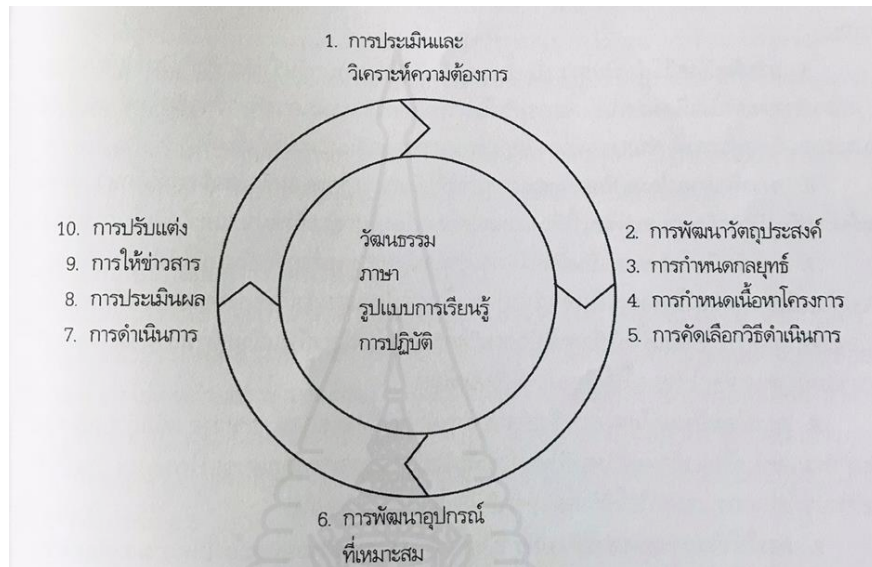 1. การประเมินและ
วิเคราะห์ความต้องการ
2. การพัฒนาวัตถุประสงค์
3. การกำหนดกลยุทธ์
4. การกำหนดเนื้อหาโครงการ
5. การคัดเลือกวิธีดำเนินการ
6. การพัฒนาอุปกรณ์
ที่เหมาะสม
10. การปรับแต่ง
9. การให้ข่าวสาร
8. การประเมินผล
7. การดำเนินการ
วัฒนธรรม
ภาษา
รูปแบบการเรียนรู้
การปฏิบัติ